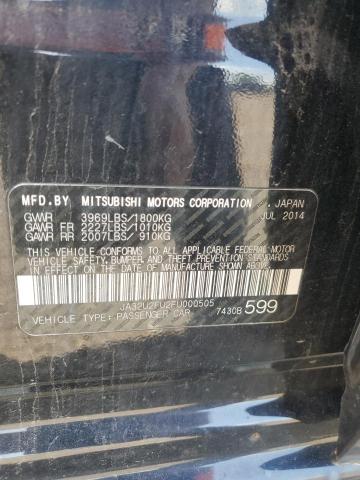 MFD.BY MITSUBISHI MOTORS CORPORATION JAPAN
GVWR 3969LBS/1800KG JUL 2014
GAWR FR 2227LBS/1010KG
GAWR RR 2007LBS/ 910KG
THIS VEHICLE CONFORMS TO ALL APPLICABLE FEDERAL MOTOR
VEHICLE SAFETY, BUMPER, AND THEFT PREVENTION STANDARDS
IN EFFECT ON THE DATE OF MANUFACTURE SHOWN ABOVE.
JA32U2FU2FU000505
VEHICLE TYPE:PASSENGER CAR 7430B 599